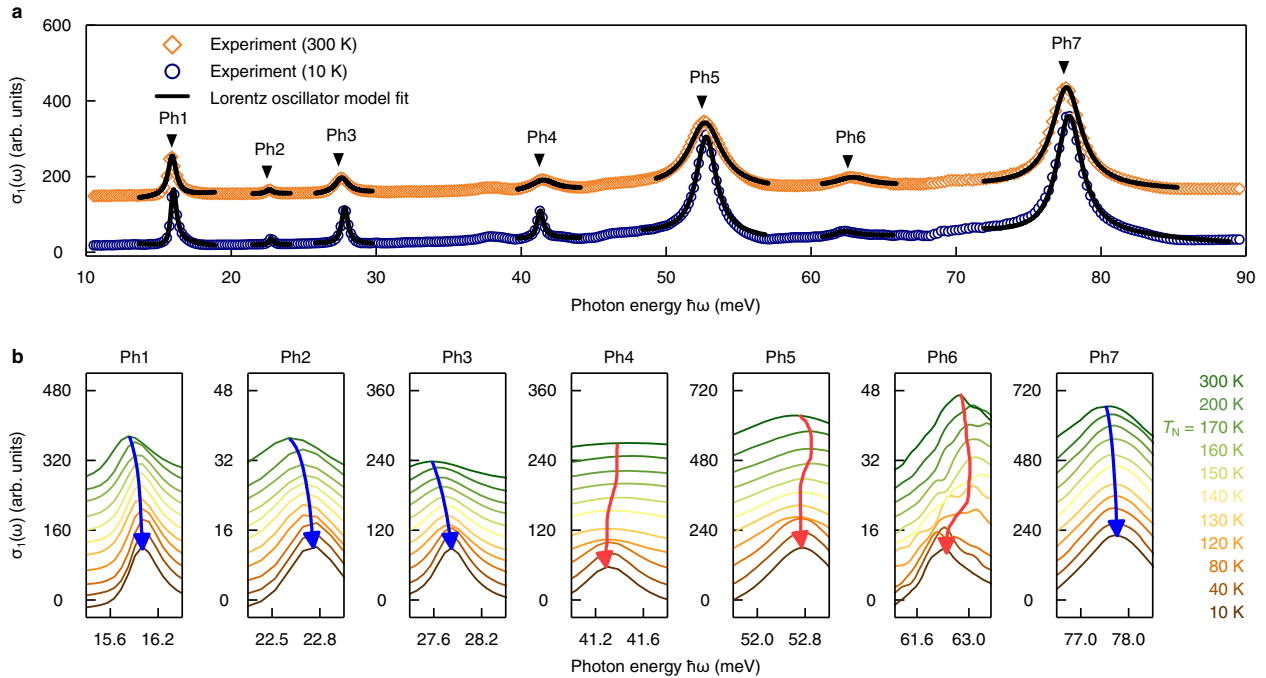 a
600
400
200
0
σ₁(ω) (arb. units)
Experiment (300 K)
Experiment (10 K)
Lorentz oscillator model fit
Ph1
Ph2
Ph3
Ph4
Ph5
Ph6
Ph7
10 20 30 40 50 60 70 80 90
Photon energy ħω (meV)
b
Ph1 Ph2 Ph3 Ph4 Ph5 Ph6 Ph7
σ₁(ω) (arb. units)
480 48 360 360 720 48 720
320 32 240 240 480 32 480
160 16 120 120 240 16 240
0 0 0 0 0 0 0
15.6 16.2 22.5 22.8 27.6 28.2 41.2 41.6 52.0 52.8 61.6 63.0 77.0 78.0
Photon energy ħω (meV)
300 K
200 K
T_N = 170 K
160 K
150 K
140 K
130 K
120 K
80 K
40 K
10 K